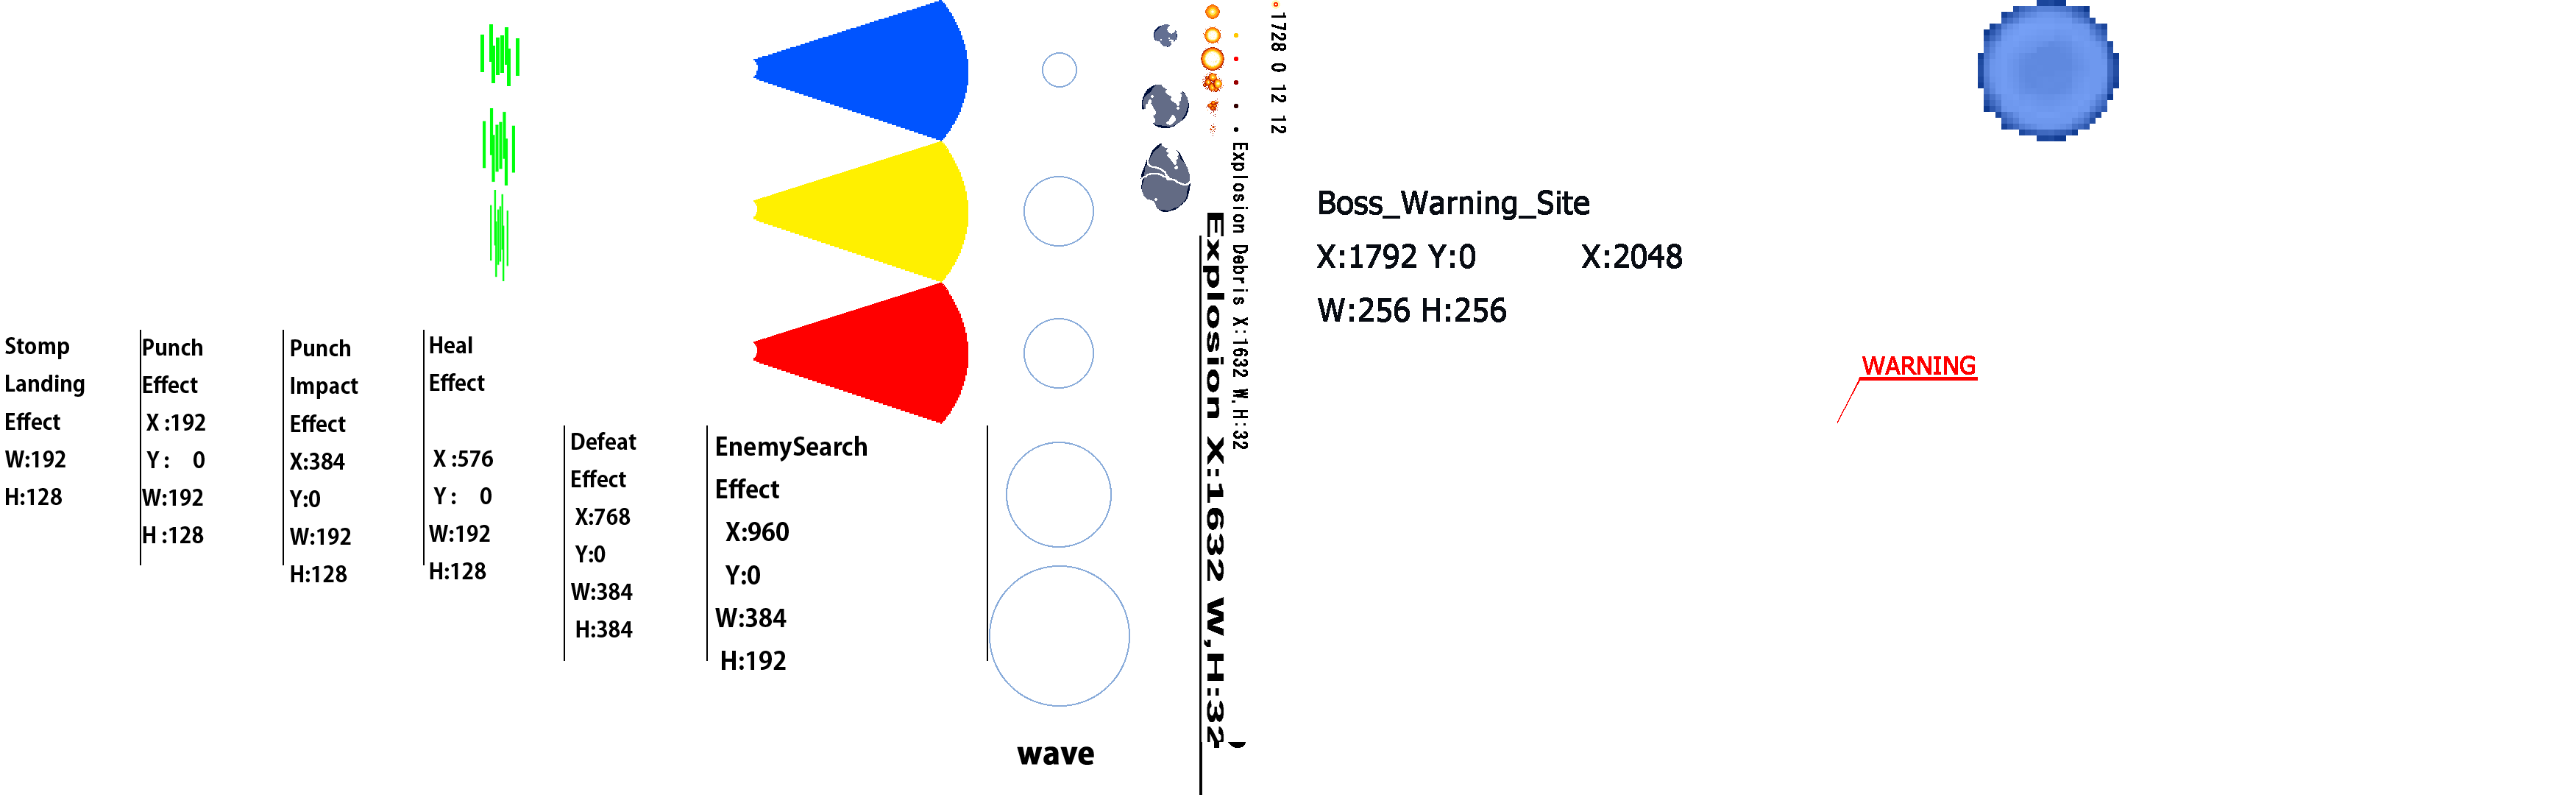 Stomp
Landing
Effect
W:192
H:128
Punch
Effect
X :192
Y :   0
W:192
H :128
Punch
Impact
Effect
X:384
Y:0
W:192
H:128
Heal
Effect
X :576
Y :   0
W:192
H:128
Defeat
Effect
X:768
Y:0
W:384
H:384
EnemySearch
Effect
X:960
Y:0
W:384
H:192
wave
Explosion X:1632 W,H:32
Explosion Debris X:1632 W,H:32
1728 0 12 12
Boss_Warning_Site
X:1792 Y:0 X:2048
W:256 H:256
WARNING